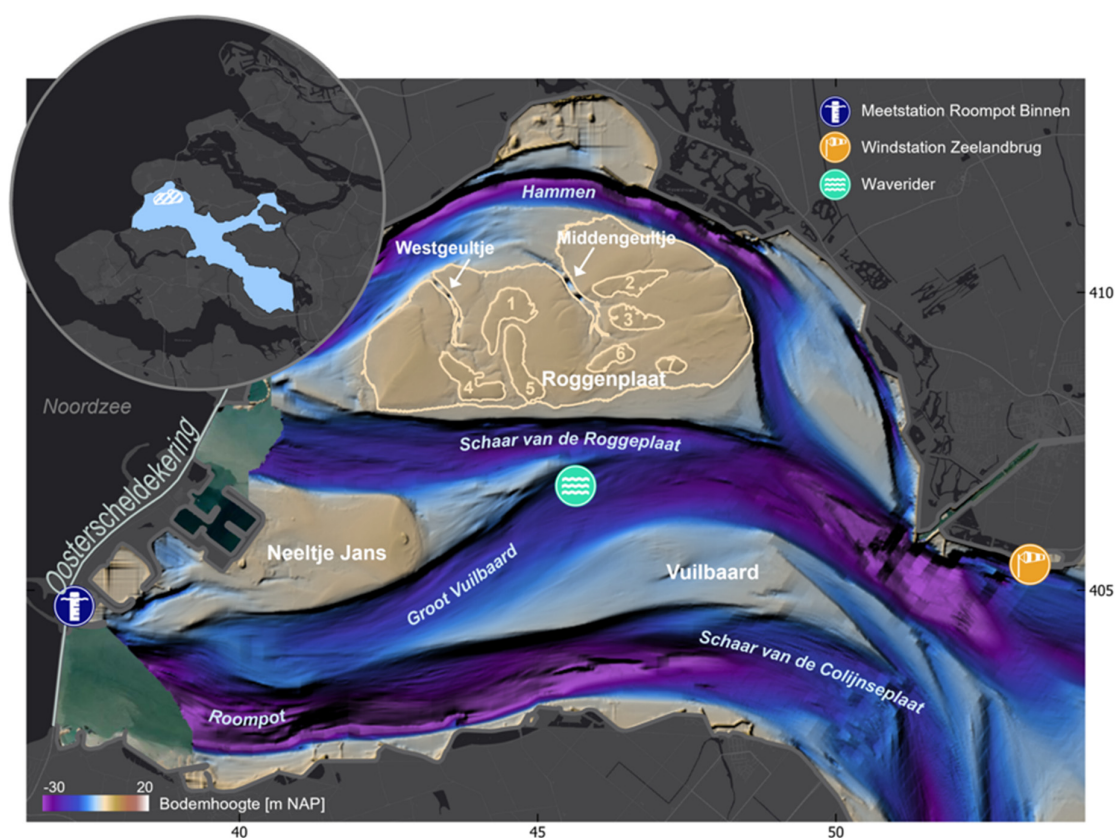 Meetstation Roompot Binnen
Windstation Zeelandbrug
Waverider
Hammen
Westgeultje
Middengeultje
1
2
3
4
5
6
Roggenplaat
410
Noordzee
Oosterscheldekering
Schaar van de Roggeplaat
Neeltje Jans
Groot Vuilbaard
Vuilbaard
405
Schaar van de Colijnseplaat
Roompot
-30
20
Bodemhoogte [m NAP]
40
45
50